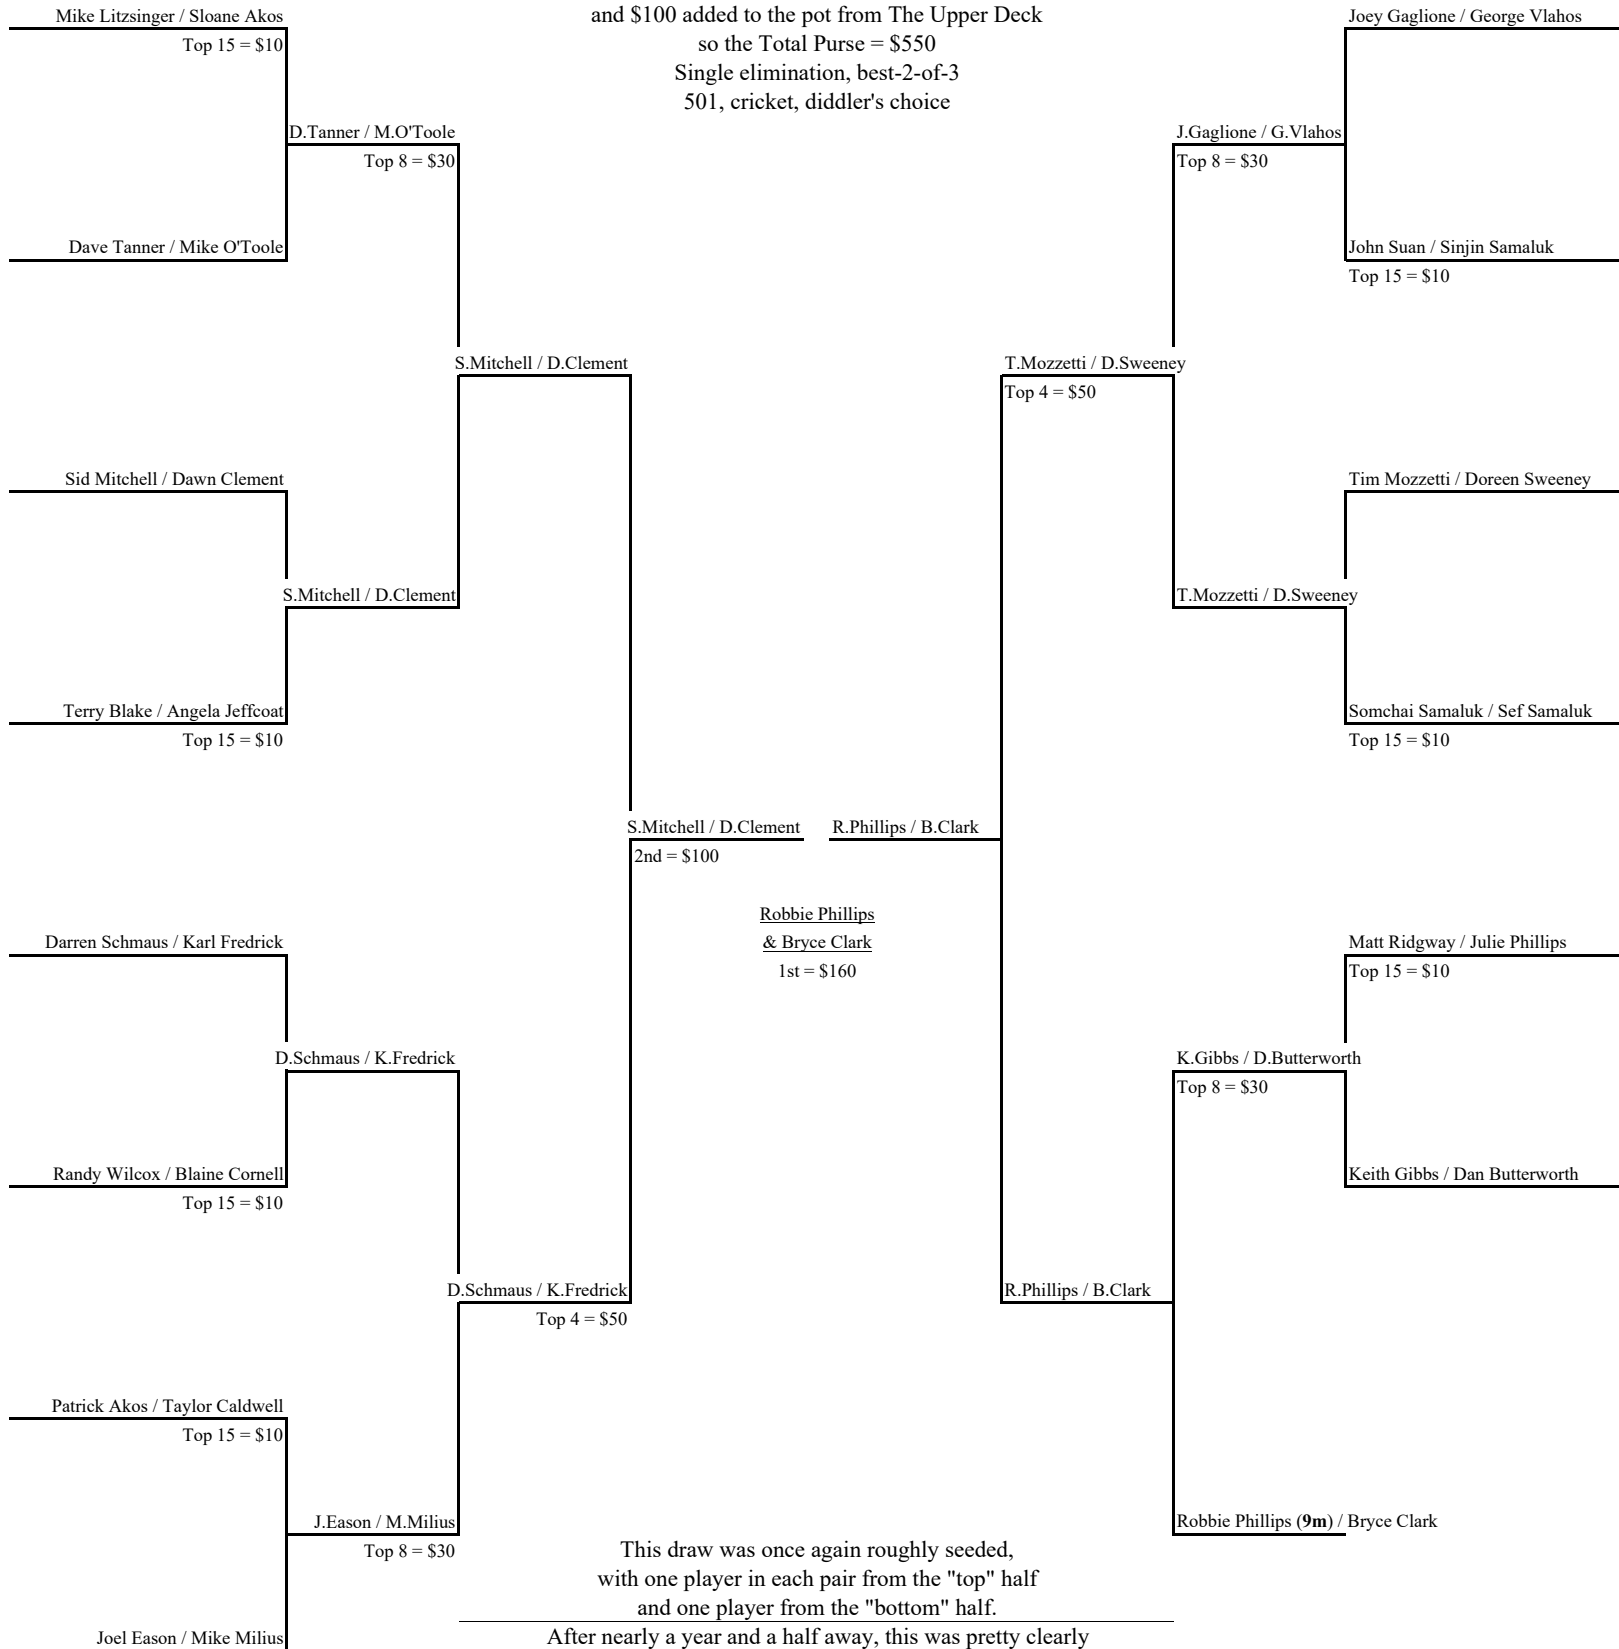 Mike Litzsinger / Sloane Akos
Top 15 = $10
D.Tanner / M.O'Toole
Top 8 = $30
Dave Tanner / Mike O'Toole
S.Mitchell / D.Clement
Sid Mitchell / Dawn Clement
S.Mitchell / D.Clement
Terry Blake / Angela Jeffcoat
Top 15 = $10
Darren Schmaus / Karl Fredrick
D.Schmaus / K.Fredrick
Randy Wilcox / Blaine Cornell
Top 15 = $10
D.Schmaus / K.Fredrick
Top 4 = $50
Patrick Akos / Taylor Caldwell
Top 15 = $10
J.Eason / M.Milius
Top 8 = $30
Joel Eason / Mike Milius
and $100 added to the pot from The Upper Deck
so the Total Purse = $550
Single elimination, best-2-of-3
501, cricket, diddler's choice
S.Mitchell / D.Clement
2nd = $100
R.Phillips / B.Clark
Robbie Phillips
& Bryce Clark
1st = $160
Joey Gaglione / George Vlahos
J.Gaglione / G.Vlahos
Top 8 = $30
John Suan / Sinjin Samaluk
Top 15 = $10
T.Mozzetti / D.Sweeney
Top 4 = $50
Tim Mozzetti / Doreen Sweeney
T.Mozzetti / D.Sweeney
Somchai Samaluk / Sef Samaluk
Top 15 = $10
Matt Ridgway / Julie Phillips
Top 15 = $10
K.Gibbs / D.Butterworth
Top 8 = $30
Keith Gibbs / Dan Butterworth
R.Phillips / B.Clark
Robbie Phillips (9m) / Bryce Clark
This draw was once again roughly seeded,
with one player in each pair from the "top" half
and one player from the "bottom" half.
After nearly a year and a half away, this was pretty clearly